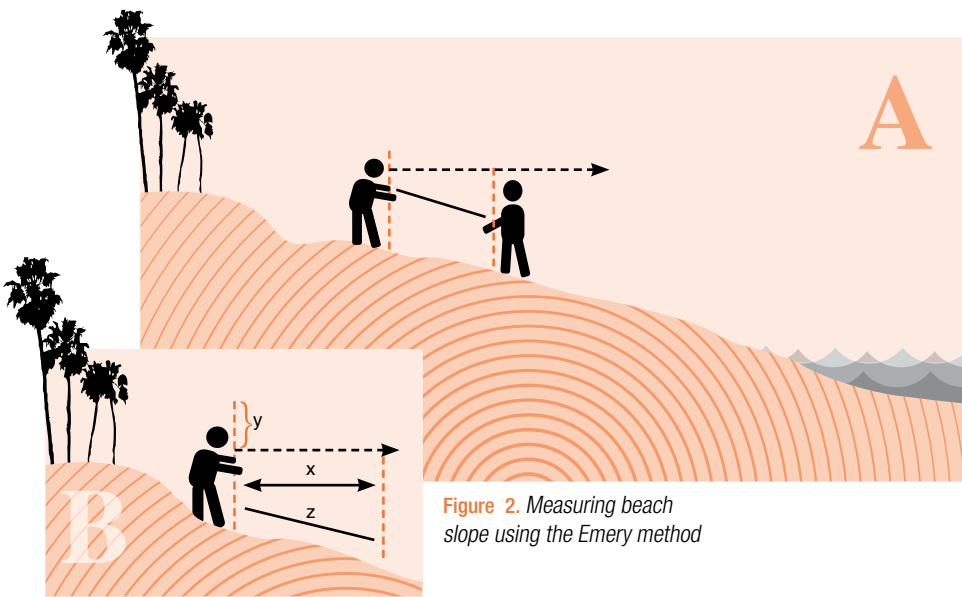 A
y
x
z
B
Figure 2. Measuring beach
slope using the Emery method